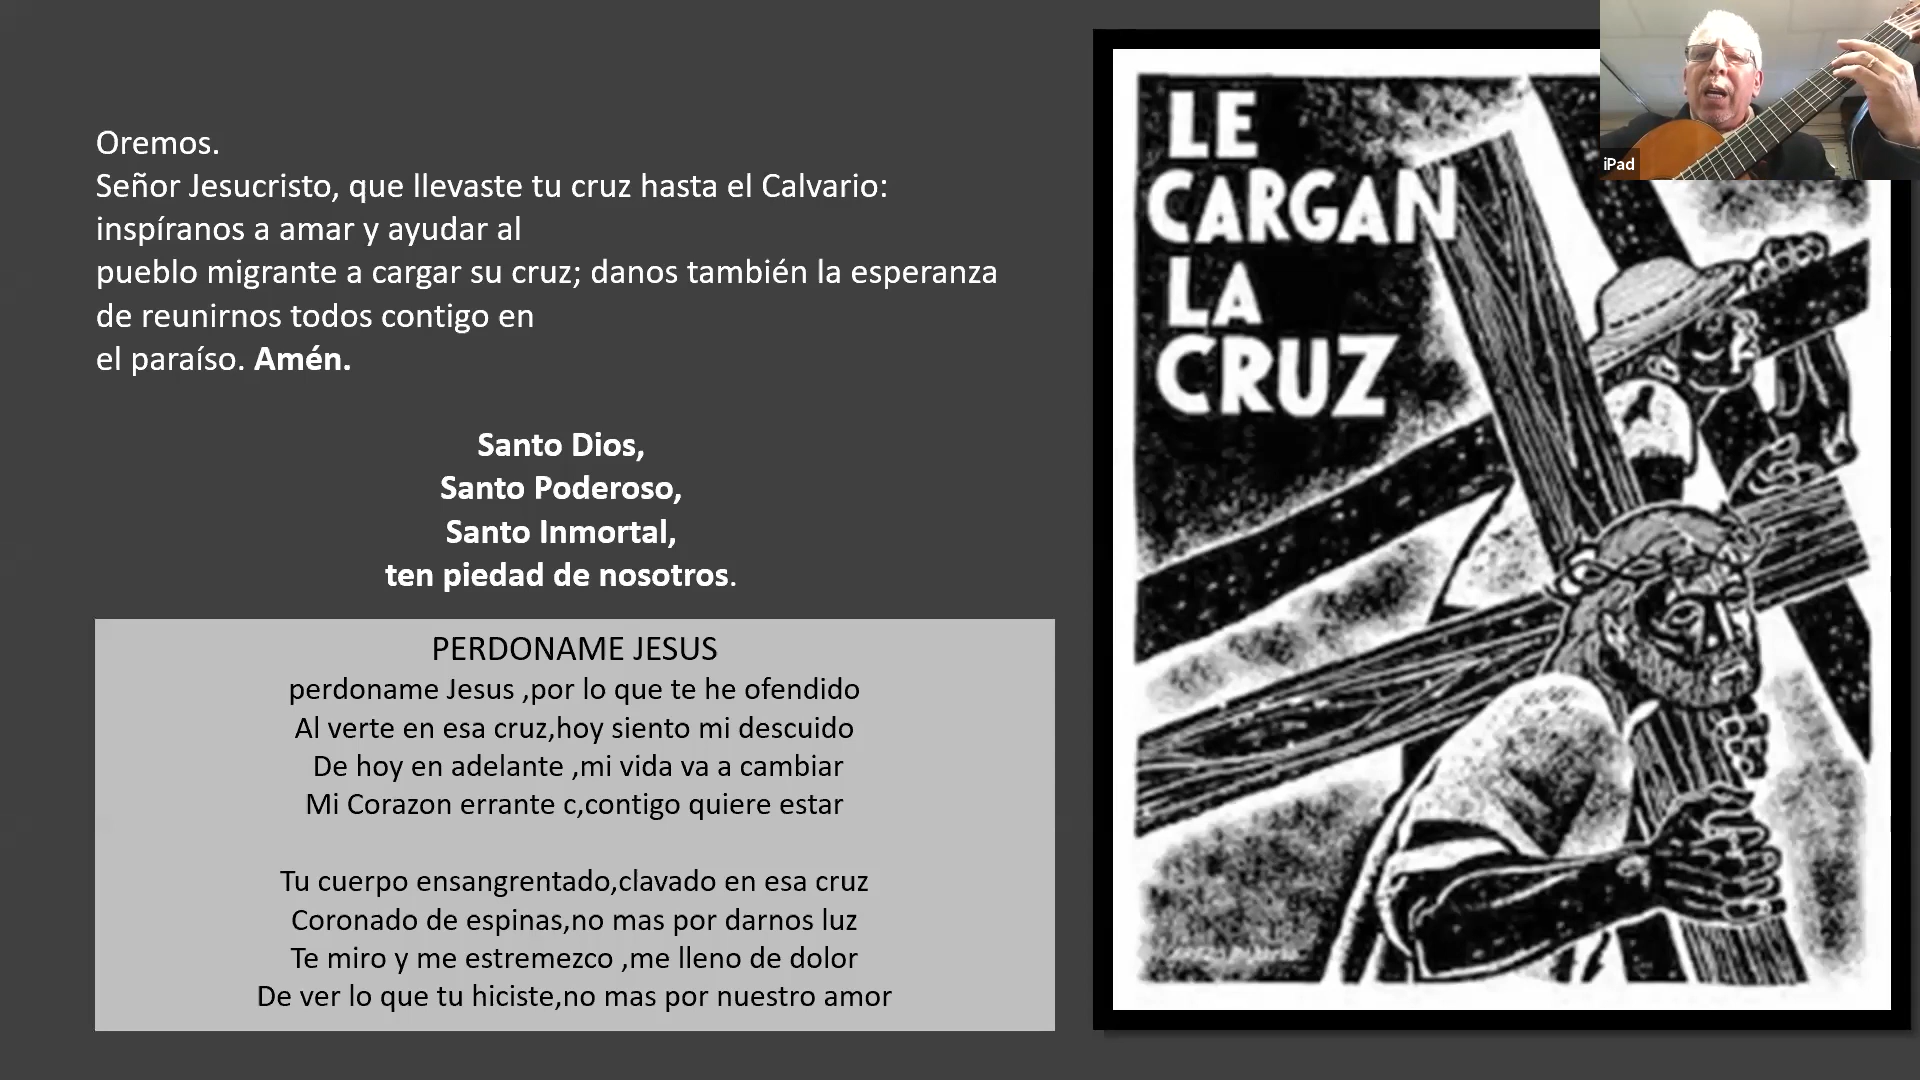 Oremos.
Señor Jesucristo, que llevaste tu cruz hasta el Calvario:
inspíranos a amar y ayudar al
pueblo migrante a cargar su cruz; danos también la esperanza
de reunirnos todos contigo en
el paraíso. Amén.
Santo Dios,
Santo Poderoso,
Santo Inmortal,
ten piedad de nosotros.
PERDONAME JESUS
perdoname Jesus ,por lo que te he ofendido
Al verte en esa cruz,hoy siento mi descuido
De hoy en adelante ,mi vida va a cambiar
Mi Corazon errante c,contigo quiere estar
Tu cuerpo ensangrentado,clavado en esa cruz
Coronado de espinas,no mas por darnos luz
Te miro y me estremezco ,me lleno de dolor
De ver lo que tu hiciste,no mas por nuestro amor
LE
CARGAN
LA
CRUZ
iPad